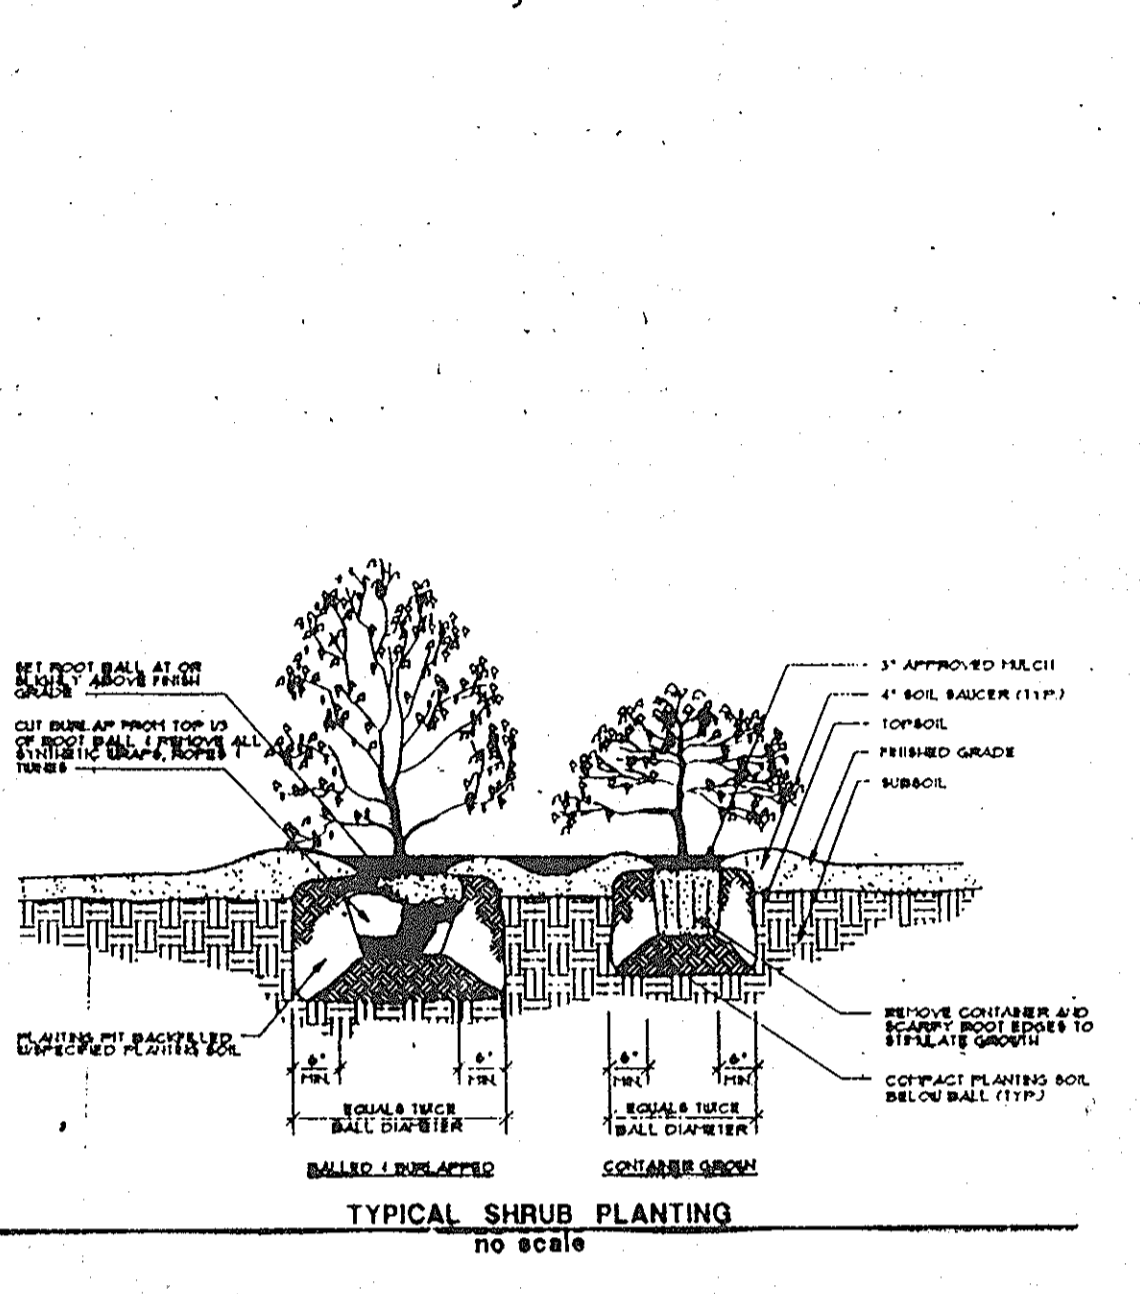 SET ROOT BALL AT OR
SLIGHTLY ABOVE FINISH
GRADE
CUT BURLAP FROM TOP 1/3
OF ROOT BALL & REMOVE ALL
SYNTHETIC WRAPS, ROPES &
TWINES
PLANTING PIT BACKFILLED
W/SPECIFIED PLANTING SOIL
3" APPROVED MULCH
4" SOIL SAUCER (TYP.)
TOPSOIL
FINISHED GRADE
SUBSOIL
REMOVE CONTAINER AND
SCARIFY ROOT EDGES TO
STIMULATE GROWTH
COMPACT PLANTING SOIL
BELOW BALL (TYP.)
6" MIN.
6" MIN.
6" MIN.
6" MIN.
EQUALS TWICE
BALL DIAMETER
EQUALS TWICE
BALL DIAMETER
BALLED & BURLAPPED
CONTAINER GROWN
TYPICAL SHRUB PLANTING
no scale